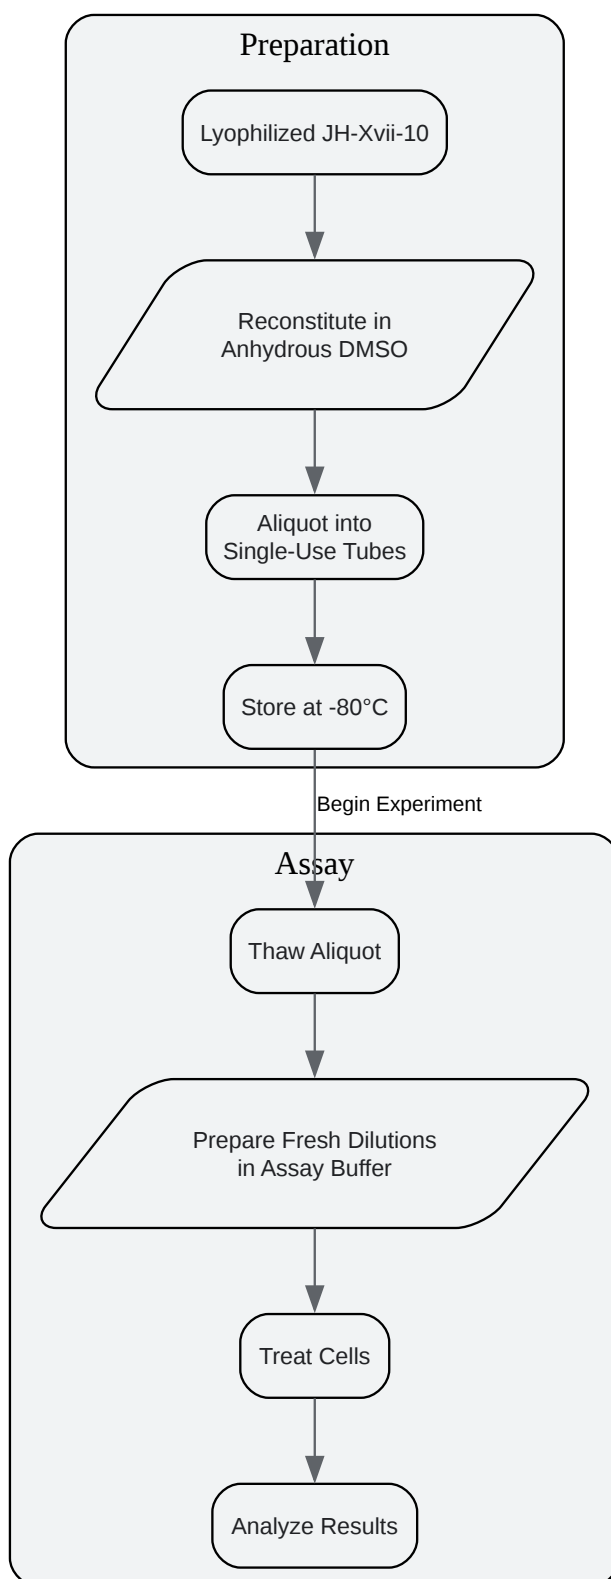 Preparation
Lyophilized JH-Xvii-10
Reconstitute in
Anhydrous DMSO
Aliquot into
Single-Use Tubes
Store at -80°C
Begin Experiment
Assay
Thaw Aliquot
Prepare Fresh Dilutions
in Assay Buffer
Treat Cells
Analyze Results